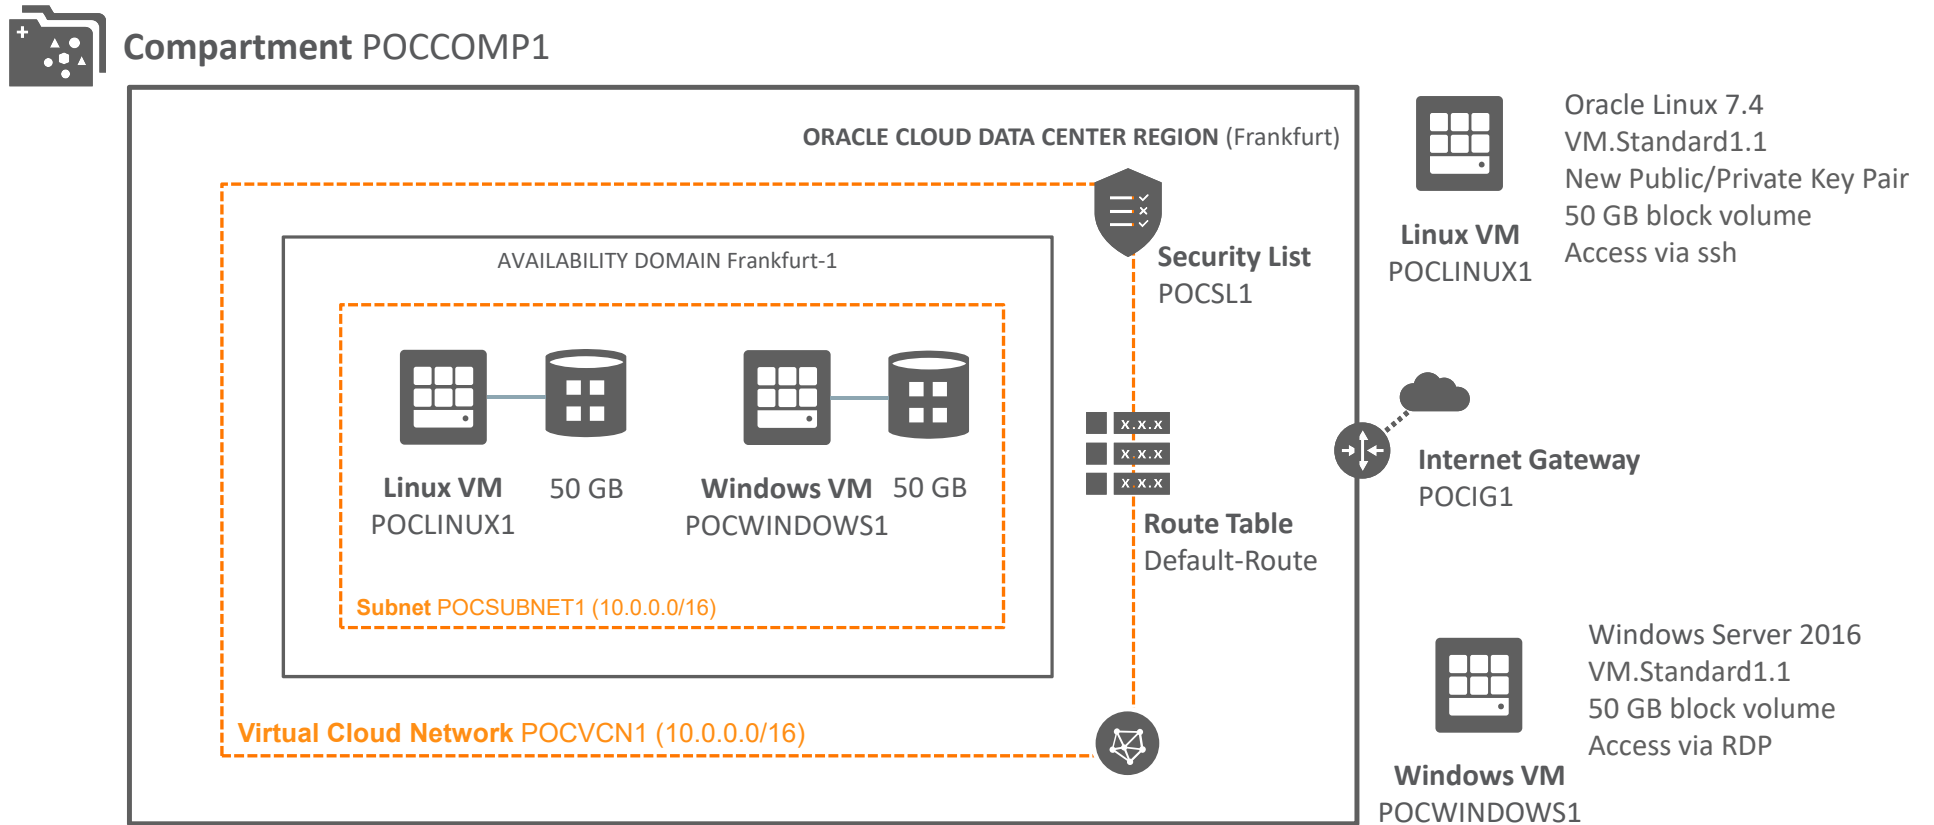 Compartment POCCOMP1
ORACLE CLOUD DATA CENTER REGION (Frankfurt)
AVAILABILITY DOMAIN Frankfurt-1
Linux VM
POCLINUX1
50 GB
Windows VM
POCWINDOWS1
50 GB
Subnet POCSUBNET1 (10.0.0.0/16)
Virtual Cloud Network POCVCN1 (10.0.0.0/16)
Security List
POCSL1
x.x.x
x.x.x
x.x.x
Route Table
Default-Route
Linux VM
POCLINUX1
Oracle Linux 7.4
VM.Standard1.1
New Public/Private Key Pair
50 GB block volume
Access via ssh
Internet Gateway
POCIG1
Windows VM
POCWINDOWS1
Windows Server 2016
VM.Standard1.1
50 GB block volume
Access via RDP